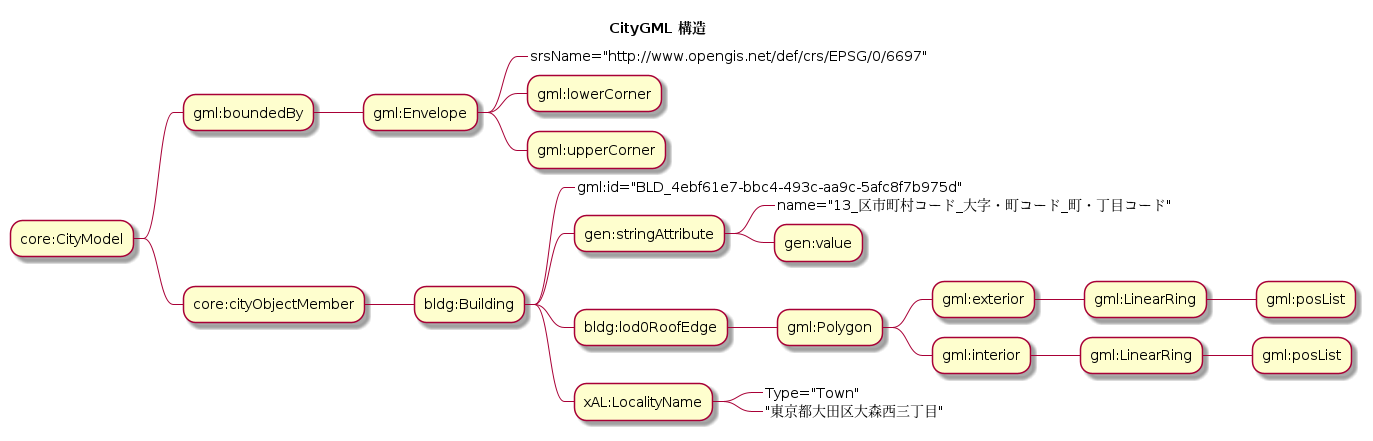 CityGML 構造
core:CityModel
gml:boundedBy
gml:Envelope
srsName="http://www.opengis.net/def/crs/EPSG/0/6697"
gml:lowerCorner
gml:upperCorner
core:cityObjectMember
bldg:Building
gml:id="BLD_4ebf61e7-bbc4-493c-aa9c-5afc8f7b975d"
gen:stringAttribute
name="13_区市町村コード_大字・町コード_町・丁目コード"
gen:value
bldg:lod0RoofEdge
gml:Polygon
gml:exterior
gml:LinearRing
gml:posList
gml:interior
gml:LinearRing
gml:posList
xAL:LocalityName
Type="Town"
"東京都大田区大森西三丁目"